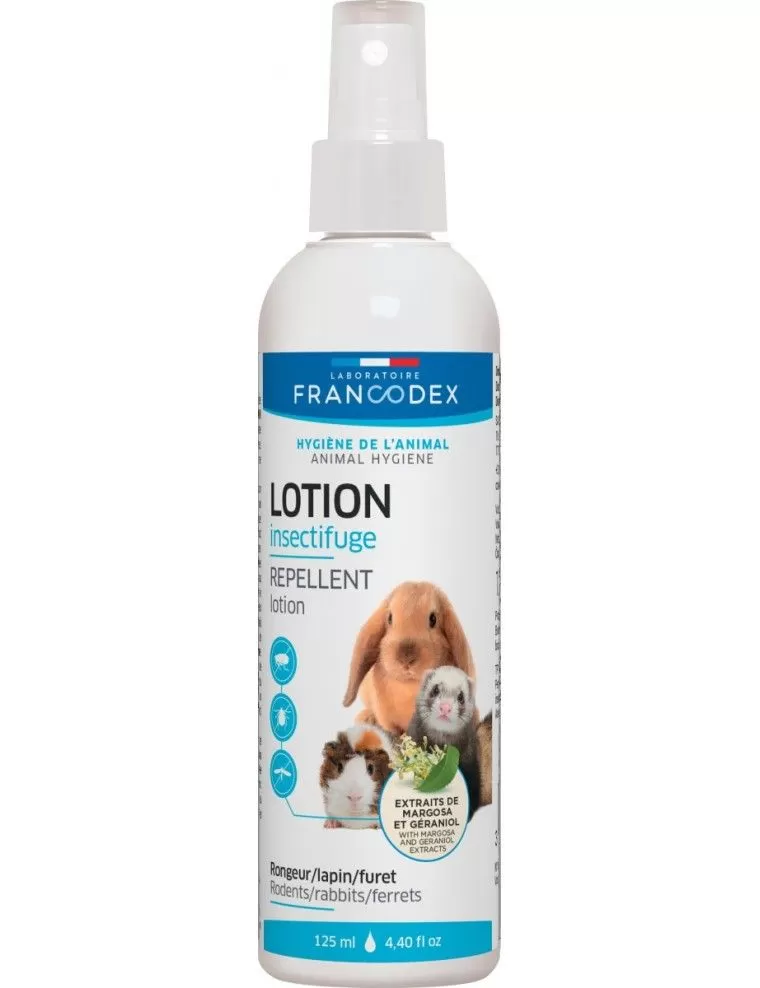 LABORATOIRE
FRANCODEX
HYGIÈNE DE L'ANIMAL
ANIMAL HYGIENE
LOTION
insectifuge
REPELLENT
lotion
EXTRAITS DE
MARGOSA
ET GÉRANIOL
WITH MARGOSA
AND GERANIOL
EXTRACTS
Rongeur/lapin/furet
Rodents/rabbits/ferrets
125 ml 4,40 fl oz